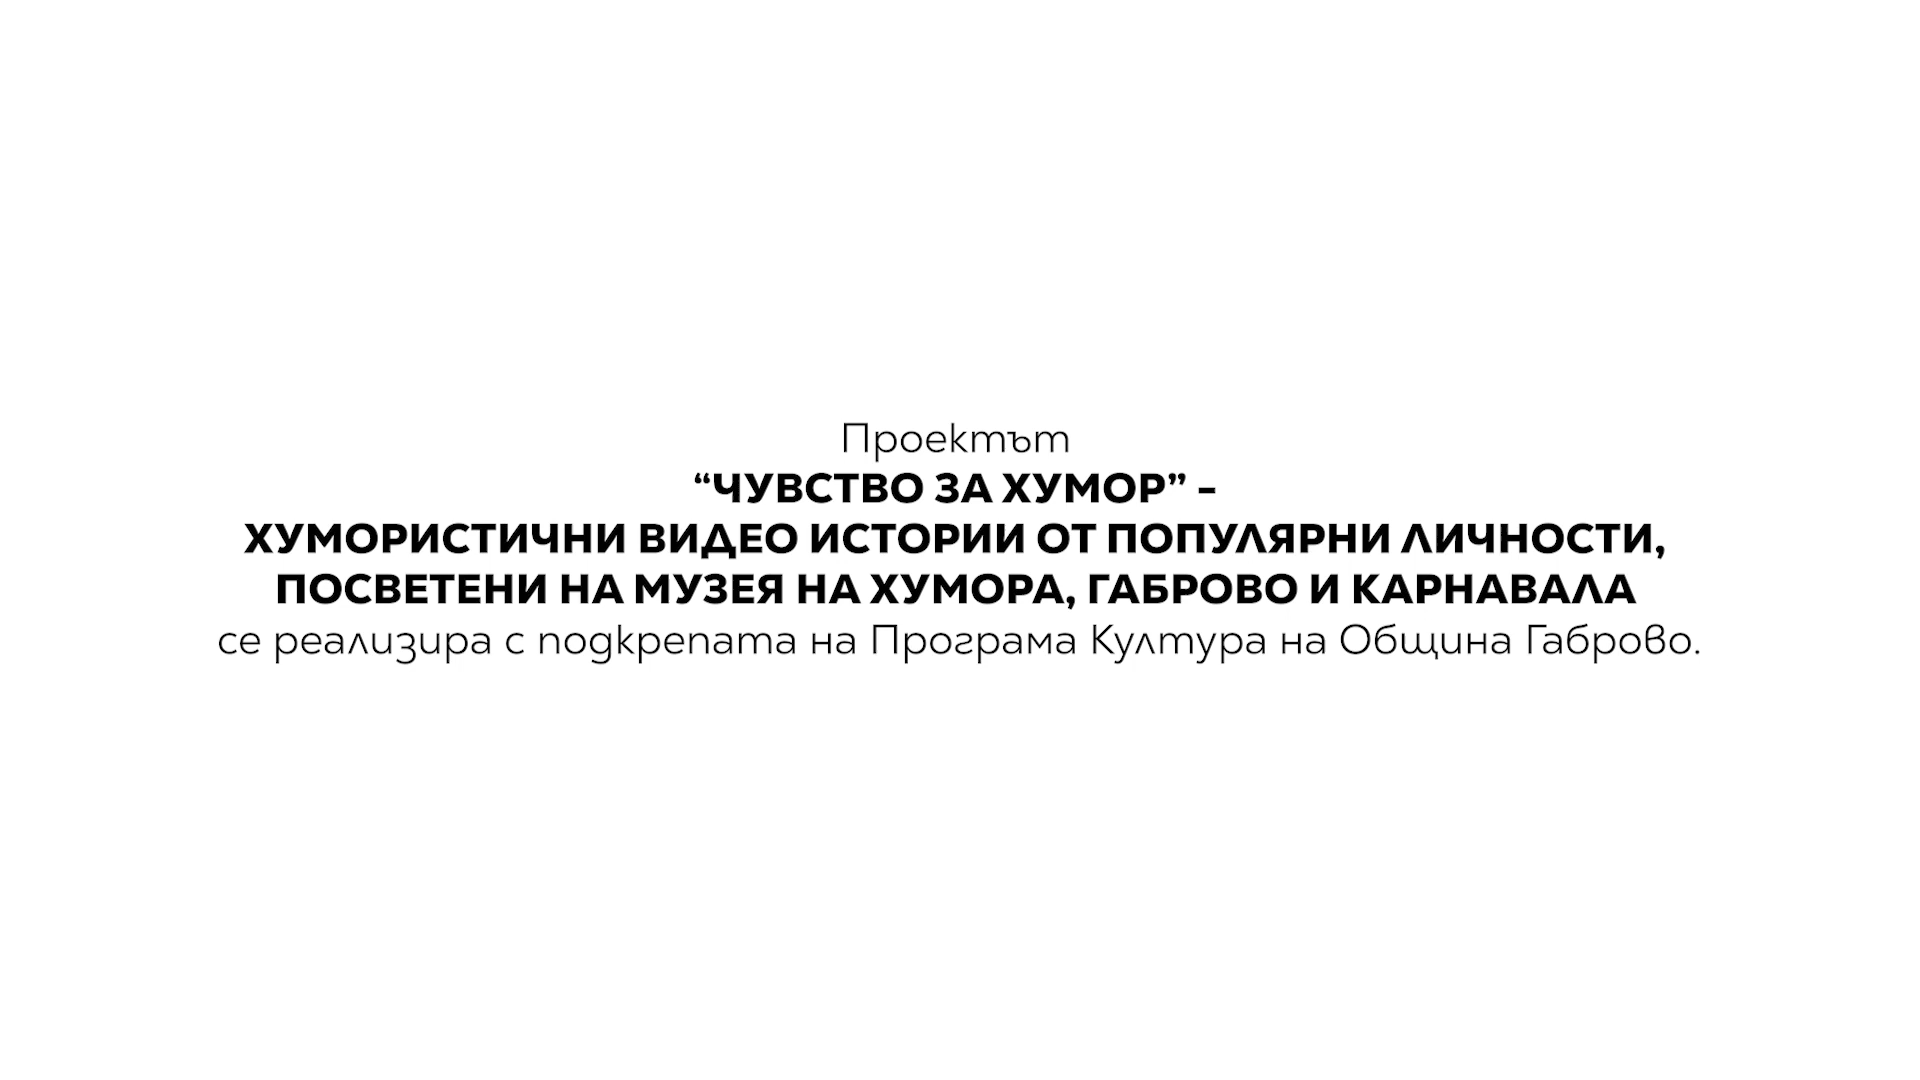 Проектът
“ЧУВСТВО ЗА ХУМОР” –
ХУМОРИСТИЧНИ ВИДЕО ИСТОРИИ ОТ ПОПУЛЯРНИ ЛИЧНОСТИ,
ПОСВЕТЕНИ НА МУЗЕЯ НА ХУМОРА, ГАБРОВО И КАРНАВАЛА
се реализира с подкрепата на Програма Култура на Община Габрово.